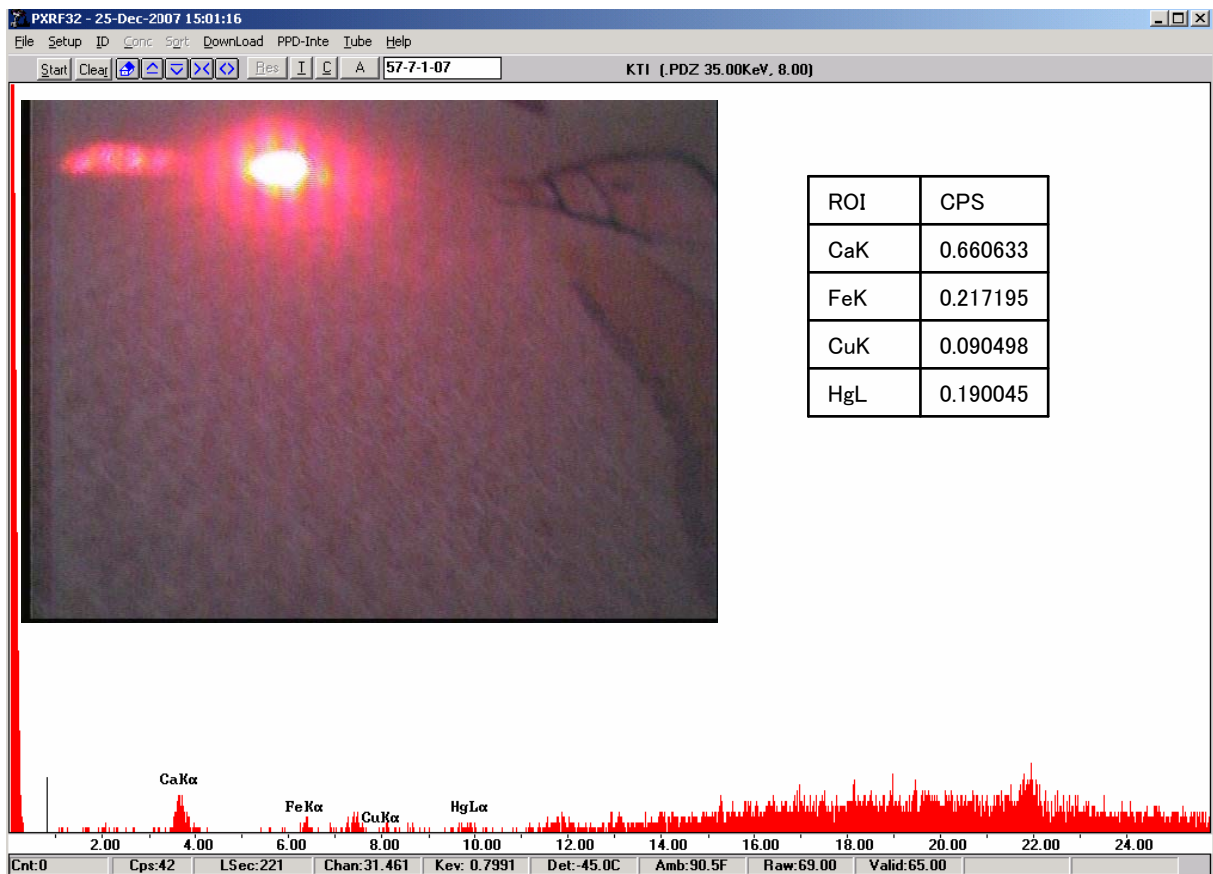 PXRF32 - 25-Dec-2007 15:01:16
File Setup ID Conc Sort DownLoad PPD-Inte Tube Help
Start Clear Res I C A 57-7-1-07 KTI (.PDZ 35.00KeV, 8.00)
ROI CPS
CaK 0.660633
FeK 0.217195
CuK 0.090498
HgL 0.190045
CaKα
FeKα
CuKα
HgLα
2.00 4.00 6.00 8.00 10.00 12.00 14.00 16.00 18.00 20.00 22.00 24.00
Cnt:0 Cps:42 LSec:221 Chan:31.461 Kev: 0.7991 Det:-45.0C Amb:90.5F Raw:69.00 Valid:65.00